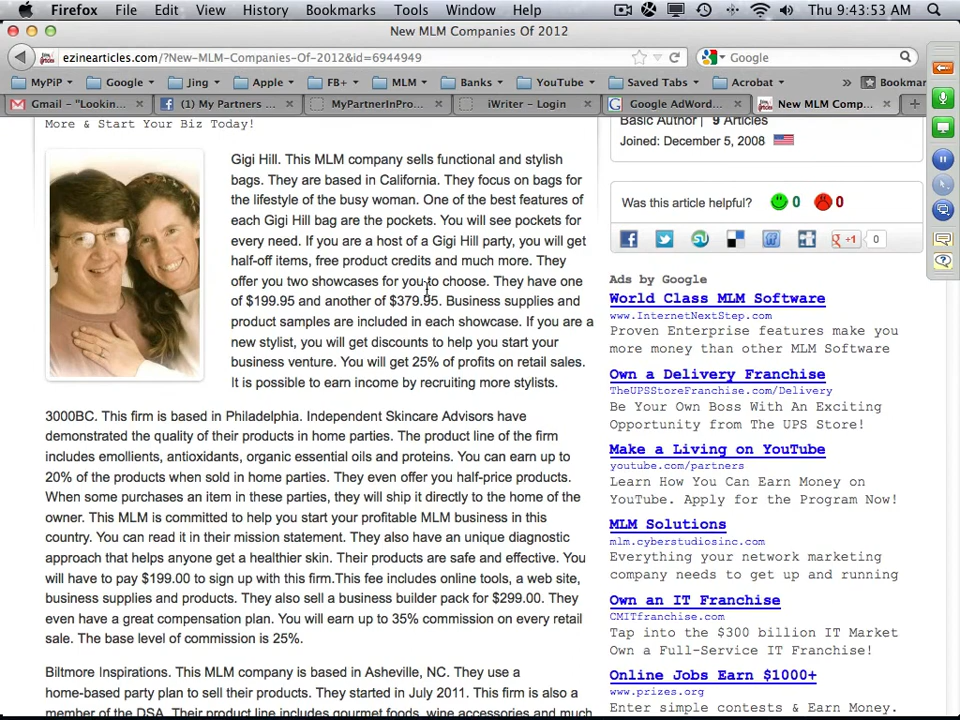 Firefox File Edit View History Bookmarks Tools Window Help Thu 9:43:53 AM
New MLM Companies Of 2012
ezinearticles.com/?New-MLM-Companies-Of-2012&id=6944949 Google
MyPiP Google Jing Apple FB+ MLM Banks YouTube Saved Tabs Acrobat » Bookmar
Gmail - "Lookin... (1) My Partners ... MyPartnerInPro... iWriter - Login Google AdWord... New MLM Comp...
More & Start Your Biz Today!
Gigi Hill. This MLM company sells functional and stylish
bags. They are based in California. They focus on bags for
the lifestyle of the busy woman. One of the best features of
each Gigi Hill bag are the pockets. You will see pockets for
every need. If you are a host of a Gigi Hill party, you will get
half-off items, free product credits and much more. They
offer you two showcases for you to choose. They have one
of $199.95 and another of $379.95. Business supplies and
product samples are included in each showcase. If you are a
new stylist, you will get discounts to help you start your
business venture. You will get 25% of profits on retail sales.
It is possible to earn income by recruiting more stylists.
3000BC. This firm is based in Philadelphia. Independent Skincare Advisors have
demonstrated the quality of their products in home parties. The product line of the firm
includes emollients, antioxidants, organic essential oils and proteins. You can earn up to
20% of the products when sold in home parties. They even offer you half-price products.
When some purchases an item in these parties, they will ship it directly to the home of the
owner. This MLM is committed to help you start your profitable MLM business in this
country. You can read it in their mission statement. They also have an unique diagnostic
approach that helps anyone get a healthier skin. Their products are safe and effective. You
will have to pay $199.00 to sign up with this firm.This fee includes online tools, a web site,
business supplies and products. They also sell a business builder pack for $299.00. They
even have a great compensation plan. You will earn up to 35% commission on every retail
sale. The base level of commission is 25%.
Biltmore Inspirations. This MLM company is based in Asheville, NC. They use a
home-based party plan to sell their products. They started in July 2011. This firm is also a
member of the DSA. Their product line includes gourmet foods, wine accessories and much
Basic Author | 9 Articles
Joined: December 5, 2008
Was this article helpful? 0 0
g +1 0
Ads by Google
World Class MLM Software
www.InternetNextStep.com
Proven Enterprise features make you
more money than other MLM Software
Own a Delivery Franchise
TheUPSStoreFranchise.com/Delivery
Be Your Own Boss With An Exciting
Opportunity from The UPS Store!
Make a Living on YouTube
youtube.com/partners
Learn How You Can Earn Money on
YouTube. Apply for the Program Now!
MLM Solutions
mlm.cyberstudiosinc.com
Everything your network marketing
company needs to get up and running
Own an IT Franchise
CMITfranchise.com
Tap into the $300 billion IT Market
Own a Full-Service IT Franchise!
Online Jobs Earn $1000+
www.prizes.org
Enter simple contests & Earn Money.